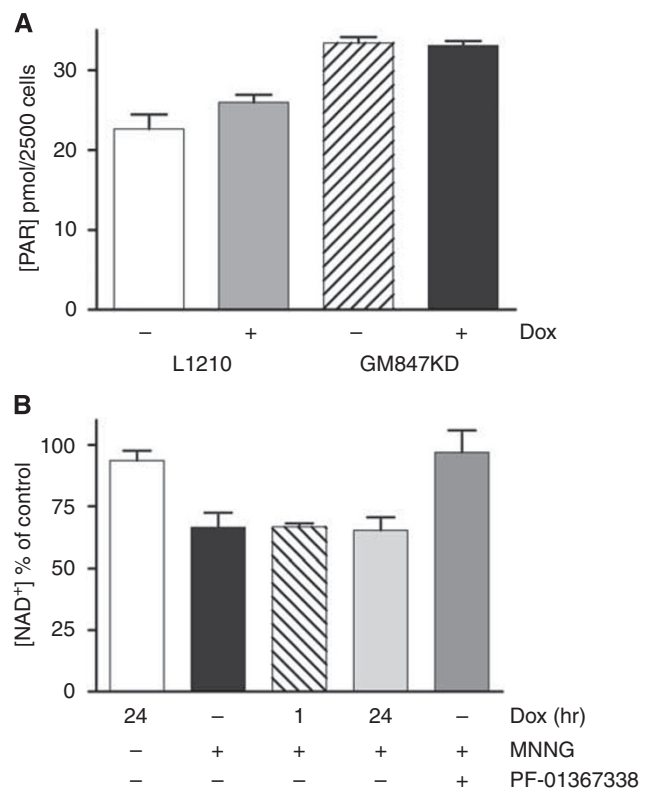 A
[PAR] pmol/2500 cells
30
20
10
0
– + – + Dox
L1210 GM847KD
B
[NAD⁺] % of control
100
75
50
25
0
24 – 1 24 – Dox (hr)
– + + + + MNNG
– – – – + PF-01367338